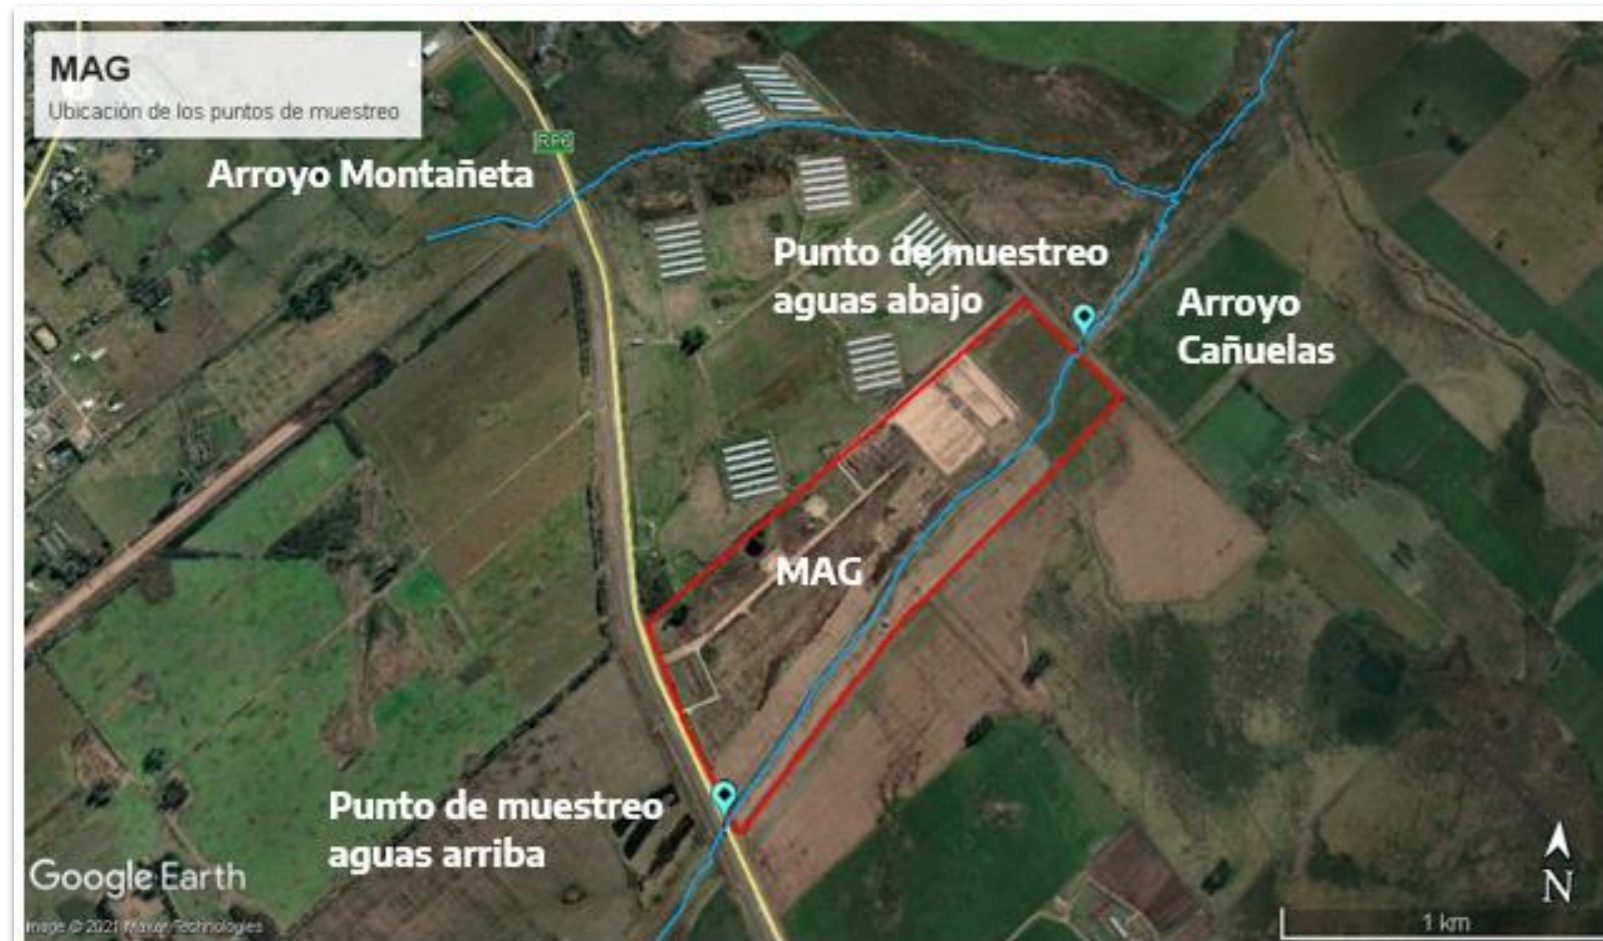 MAG
Ubicación de los puntos de muestreo
RP6
Arroyo Montañeta
Punto de muestreo
aguas abajo
Arroyo
Cañuelas
MAG
Punto de muestreo
aguas arriba
Google Earth
Image © 2021 Maxar Technologies
N
1 km